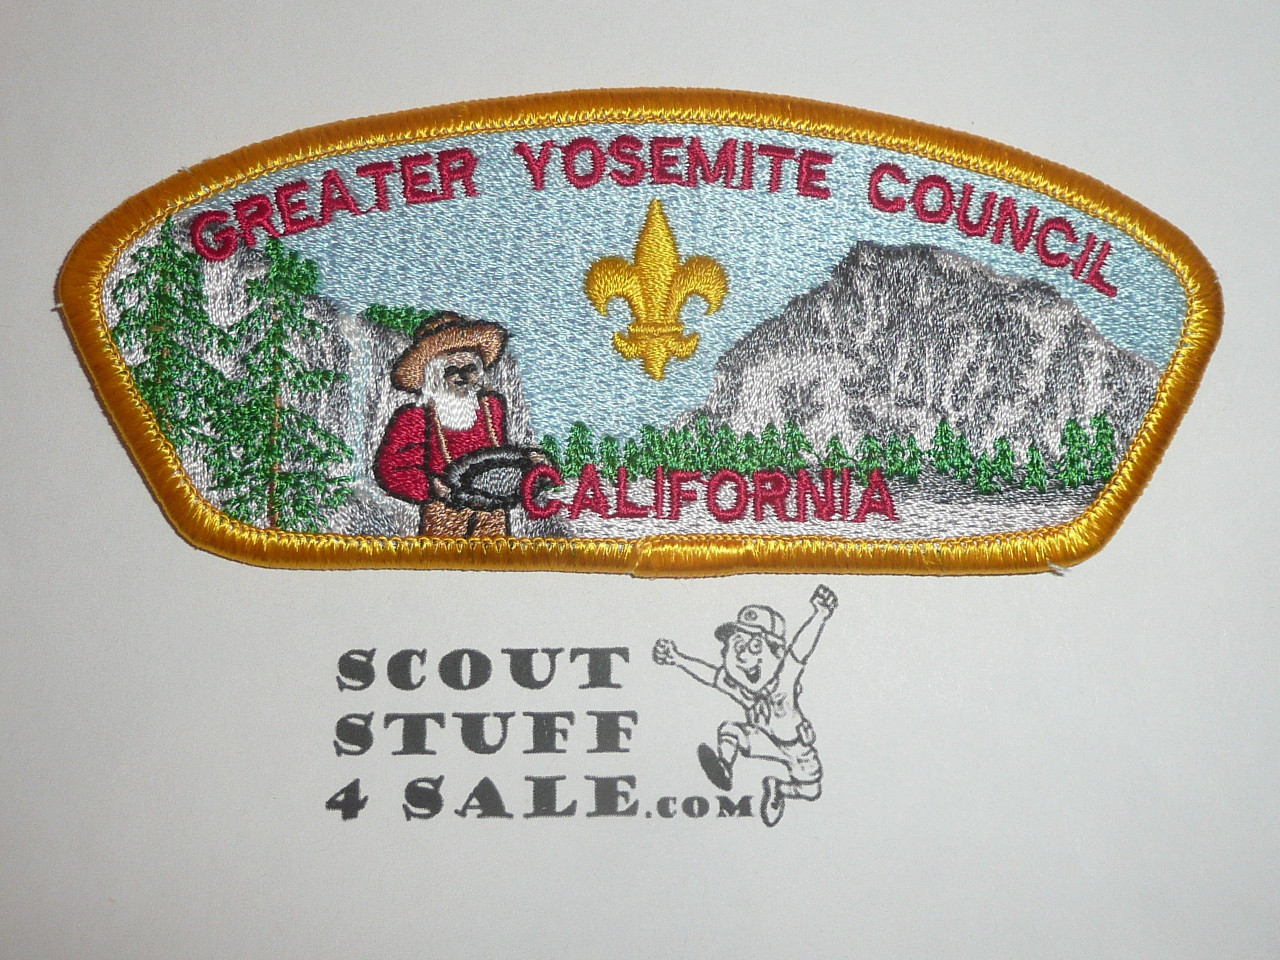 GREATER YOSEMITE COUNCIL
CALIFORNIA
SCOUT
STUFF
4 SALE.COM